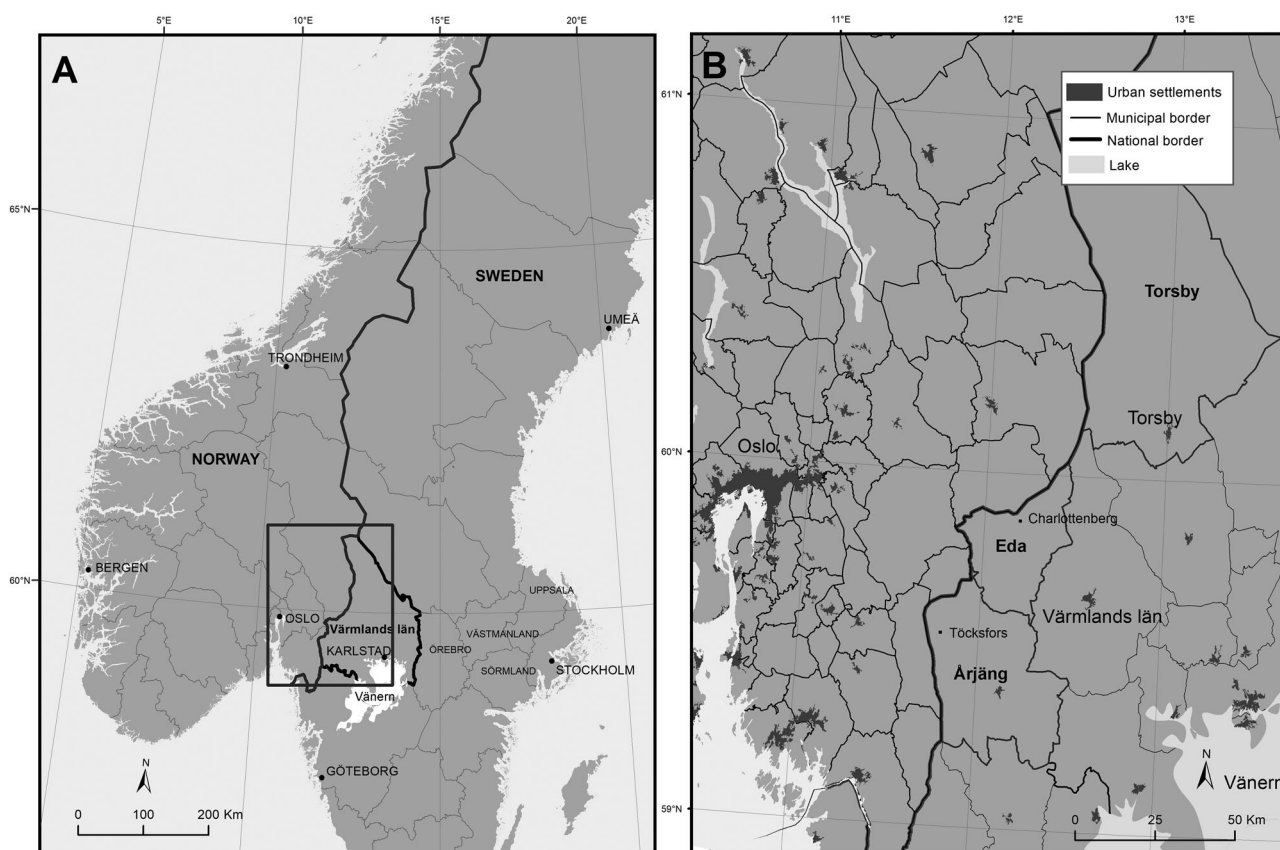 5°E
10°E
15°E
20°E
A
65°N
60°N
SWEDEN
UMEÄ
TRONDHEIM
NORWAY
BERGEN
OSLO
Värmlands län
KARLSTAD
Vänern
UPPSALA
VÄSTMANLAND
ÖREBRO
SÖRMLAND
STOCKHOLM
GÖTEBORG
N
0 100 200 Km
11°E
12°E
13°E
B
61°N
60°N
59°N
Urban settlements
Municipal border
National border
Lake
Torsby
Torsby
Oslo
Charlottenberg
Eda
Värmlands län
Töcksfors
Årjäng
N
Vänern
0 25 50 Km